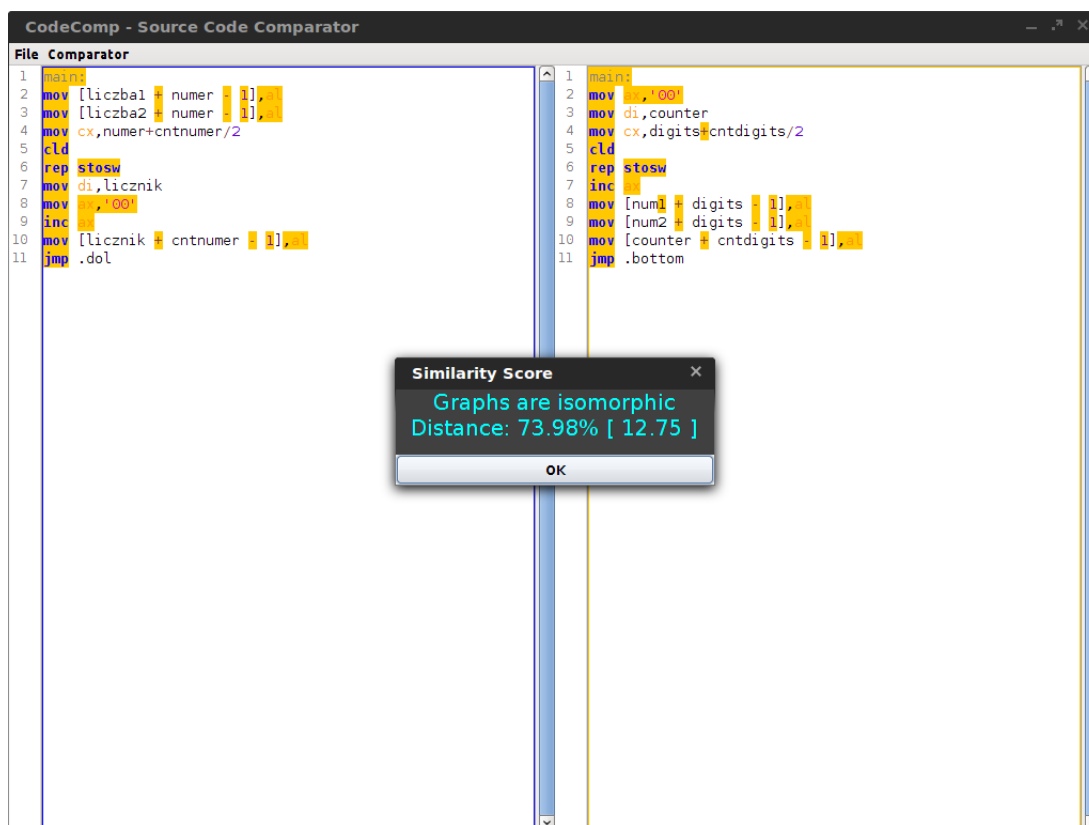 CodeComp - Source Code Comparator
File Comparator
1 main:
2 mov [liczba1 + numer - 1],al
3 mov [liczba2 + numer - 1],al
4 mov cx,numer+cntnumer/2
5 cld
6 rep stosw
7 mov di,licznik
8 mov ax,'00'
9 inc ax
10 mov [licznik + cntnumer - 1],al
11 jmp .dol
1 main:
2 mov ax,'00'
3 mov di,counter
4 mov cx,digits+cntdigits/2
5 cld
6 rep stosw
7 inc ax
8 mov [num1 + digits - 1],al
9 mov [num2 + digits - 1],al
10 mov [counter + cntdigits - 1],al
11 jmp .bottom
Similarity Score
Graphs are isomorphic
Distance: 73.98% [ 12.75 ]
OK